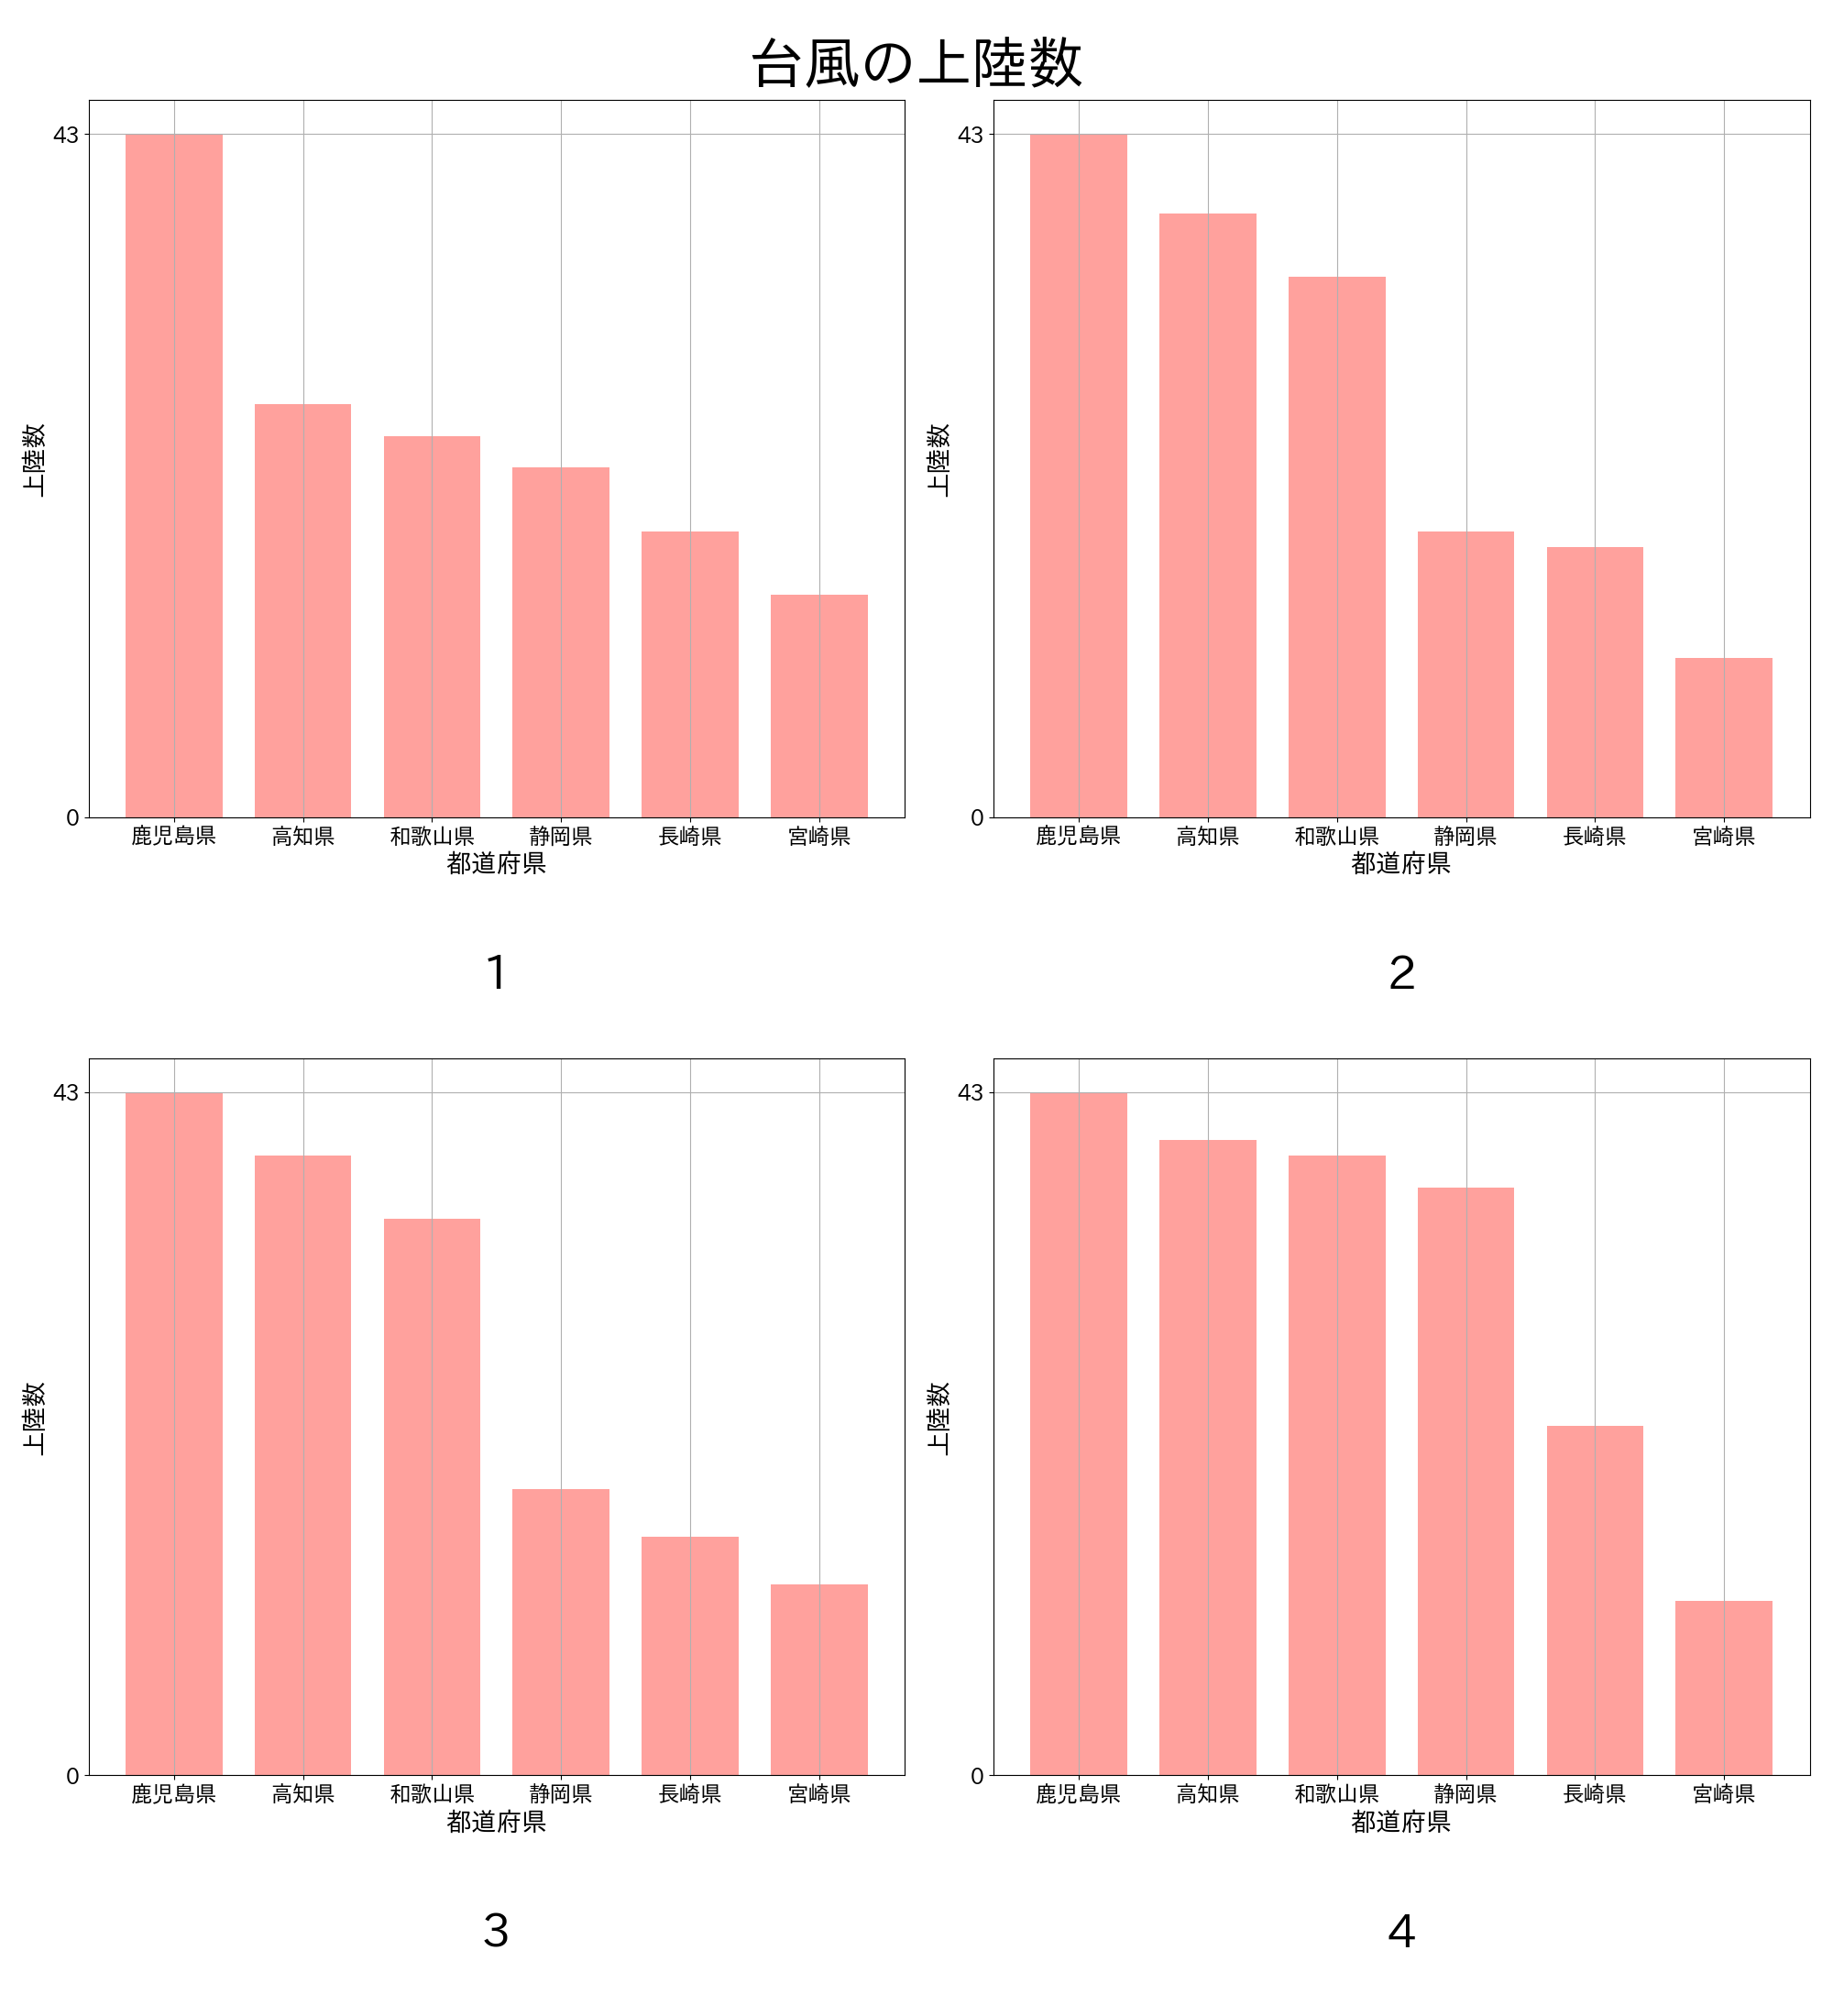 台風の上陸数
43
0
上陸数
鹿児島県 高知県 和歌山県 静岡県 長崎県 宮崎県
都道府県
1
43
0
上陸数
鹿児島県 高知県 和歌山県 静岡県 長崎県 宮崎県
都道府県
2
43
0
上陸数
鹿児島県 高知県 和歌山県 静岡県 長崎県 宮崎県
都道府県
3
43
0
上陸数
鹿児島県 高知県 和歌山県 静岡県 長崎県 宮崎県
都道府県
4